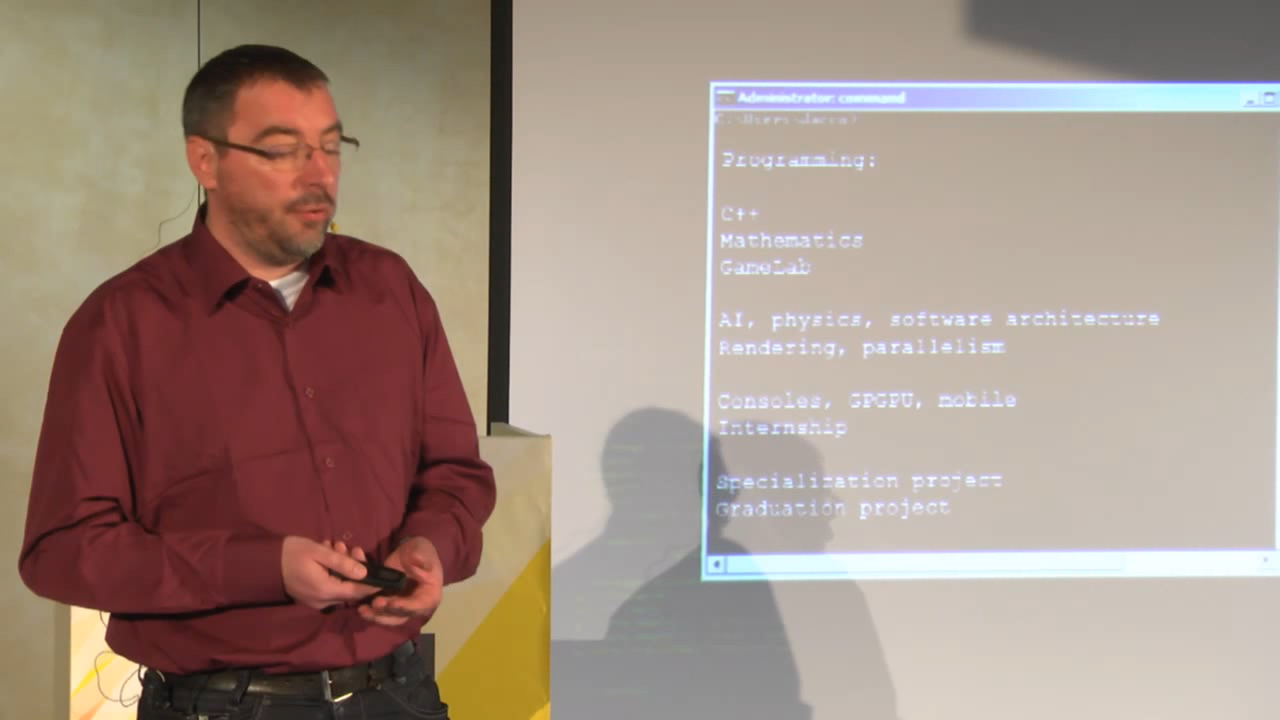 Administrator: command
Programming:
C++
Mathematics
GameLab
AI, physics, software architecture
Rendering, parallelism
Consoles, GPGPU, mobile
Internship
Specialization project
Graduation project